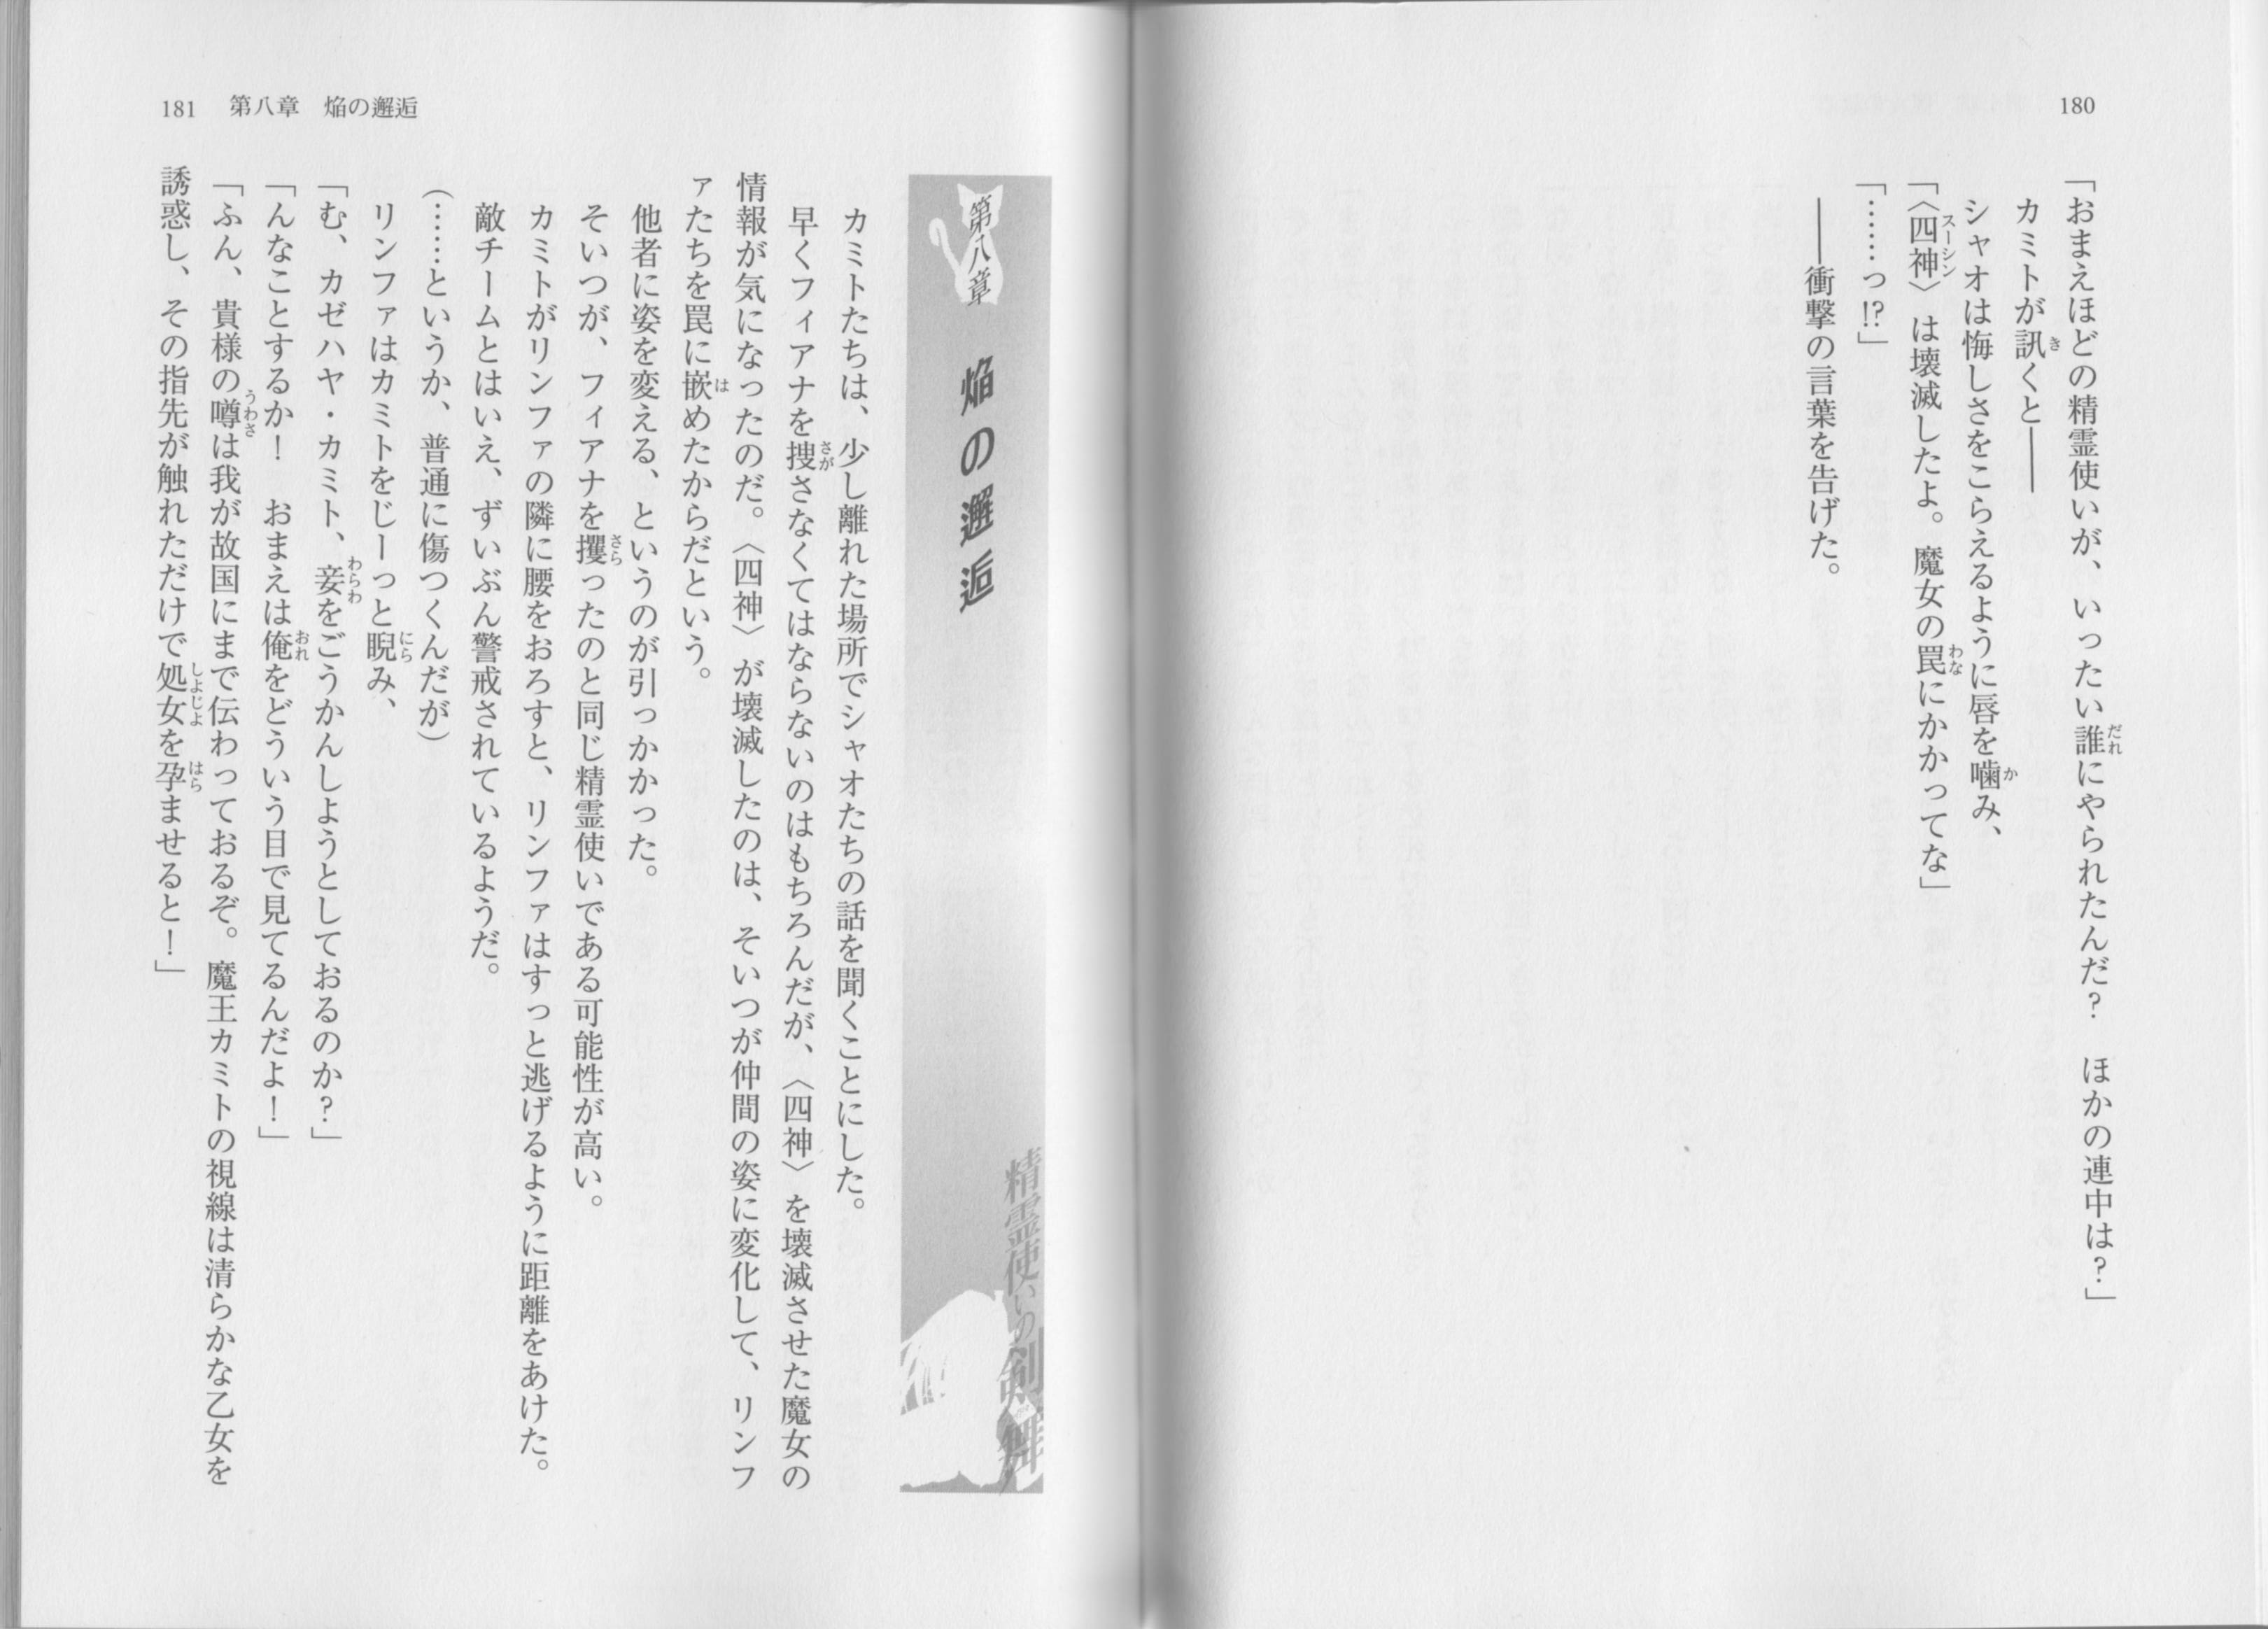 180
「おまえほどの精霊使いが、いったい誰にやられたんだ？　ほかの連中は？」
カミトが訊くと――
シャオは悔しさをこらえるように唇を噛み、
「〈四神〉は壊滅したよ。魔女の罠にかかってな」
「……っ!?」
――衝撃の言葉を告げた。
181　第八章　焔の邂逅
第八章　焔の邂逅
精霊使いの剣舞
カミトたちは、少し離れた場所でシャオたちの話を聞くことにした。
早くフィアナを捜さなくてはならないのはもちろんだが、〈四神〉を壊滅させた魔女の
情報が気になったのだ。〈四神〉が壊滅したのは、そいつが仲間の姿に変化して、リンフ
ァたちを罠に嵌めたからだという。
他者に姿を変える、というのが引っかかった。
そいつが、フィアナを攫ったのと同じ精霊使いである可能性が高い。
カミトがリンファの隣に腰をおろすと、リンファはすっと逃げるように距離をあけた。
敵チームとはいえ、ずいぶん警戒されているようだ。
（……というか、普通に傷つくんだが）
リンファはカミトをじーっと睨み、
「む、カゼハヤ・カミト、妾をごうかんしようとしておるのか？」
「んなことするか！　おまえは俺をどういう目で見てるんだよ！」
「ふん、貴様の噂は我が故国にまで伝わっておるぞ。魔王カミトの視線は清らかな乙女を
誘惑し、その指先が触れただけで処女を孕ませると！」